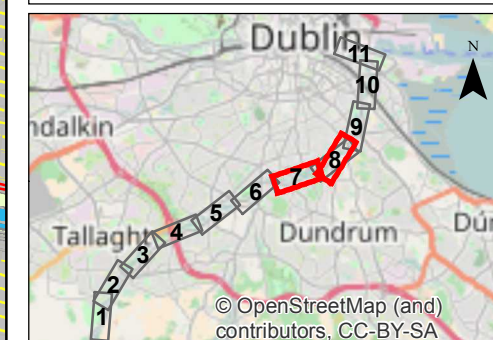 Dublin
N
11
10
ndalkin
9
8
7
6
5
Dún
Tallaght
4
Dundrum
3
2
1
© OpenStreetMap (and)
contributors, CC-BY-SA